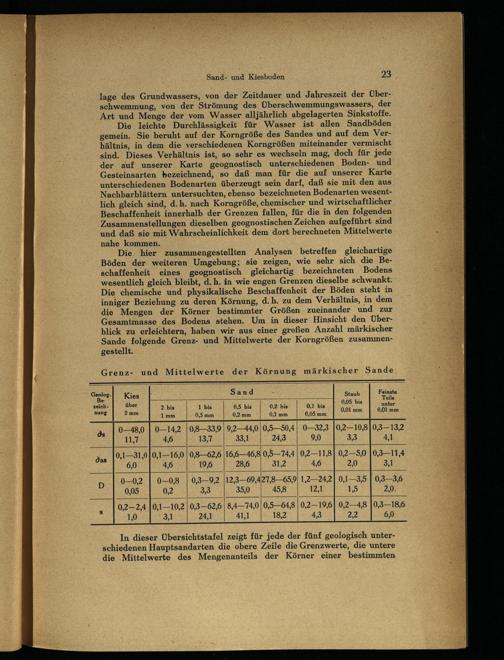 Sand- und Kiesboden 23
lage des Grundwassers, von der Zeitdauer und Jahreszeit der Über-
schwemmung, von der Strömung des Überschwemmungswassers, der
Art und Menge der vom Wasser alljährlich abgelagerten Sinkstoffe.
Die leichte Durchlässigkeit für Wasser ist allen Sandböden
gemein. Sie beruht auf der Korngröße des Sandes und auf dem Ver-
hältnis, in dem die verschiedenen Korngrößen miteinander vermischt
sind. Dieses Verhältnis ist, so sehr es wechseln mag, doch für jede
der auf unserer Karte geognostisch unterschiedenen Boden- und
Gesteinsarten bezeichnend, so daß man für die auf unserer Karte
unterschiedenen Bodenarten überzeugt sein darf, daß sie mit den aus
Nachbarblättern untersuchten, ebenso bezeichneten Bodenarten wesent-
lich gleich sind, d. h. nach Korngröße, chemischer und wirtschaftlicher
Beschaffenheit innerhalb der Grenzen fallen, für die in den folgenden
Zusammenstellungen dieselben geognostischen Zeichen aufgeführt sind
und daß sie mit Wahrscheinlichkeit dem dort berechneten Mittelwerte
nahe kommen.
Die hier zusammengestellten Analysen betreffen gleichartige
Böden der weiteren Umgebung; sie zeigen, wie sehr sich die Be-
schaffenheit eines geognostisch gleichartig bezeichneten Bodens
wesentlich gleich bleibt, d. h. in wie engen Grenzen dieselbe schwankt.
Die chemische und physikalische Beschaffenheit der Böden steht in
inniger Beziehung zu deren Körnung, d. h. zu dem Verhältnis, in dem
die Mengen der Körner bestimmter Größen zueinander und zur
Gesamtmasse des Bodens stehen. Um in dieser Hinsicht den Über-
blick zu erleichtern, haben wir aus einer großen Anzahl märkischer
Sande folgende Grenz- und Mittelwerte der Korngrößen zusammen-
gestellt.
Grenz- und Mittelwerte der Körnung märkischer Sande
Geolog. Be- zeich- nung Kies über 2 mm Sand Staub 0,05 bis 0,01 mm Feinste Teile unter 0,01 mm
2 bis 1 mm 1 bis 0,5 mm 0,5 bis 0,2 mm 0,2 bis 0,1 mm 0,1 bis 0,05 mm
∂s 0—48,0 0—14,2 0,8—33,9 9,2—44,0 0,5—50,4 0—32,3 0,2—10,8 0,3—13,2
11,7 4,6 13,7 33,1 24,3 9,0 3,3 4,1
∂as 0,1—31,0 0,1—16,0 0,8—62,6 16,6—46,8 0,5—74,4 0,2—11,8 0,2—5,0 0,3—11,4
6,0 4,6 19,6 28,6 31,2 4,6 2,0 3,1
D 0—0,2 0—0,8 0,3—9,2 12,3—69,4 27,8—65,9 1,2—24,2 0,1—3,5 0,3—3,6
0,05 0,2 3,3 35,0 45,8 12,1 1,5 2,0
s 0,2—2,4 0,1—10,2 0,3—62,6 8,4—74,0 0,5—64,8 0,2—19,6 0,2—4,8 0,3—18,6
1,0 3,1 24,1 41,1 18,2 4,3 2,2 6,0
In dieser Übersichtstafel zeigt für jede der fünf geologisch unter-
schiedenen Hauptsandarten die obere Zeile die Grenzwerte, die untere
die Mittelwerte des Mengenanteils der Körner einer bestimmten